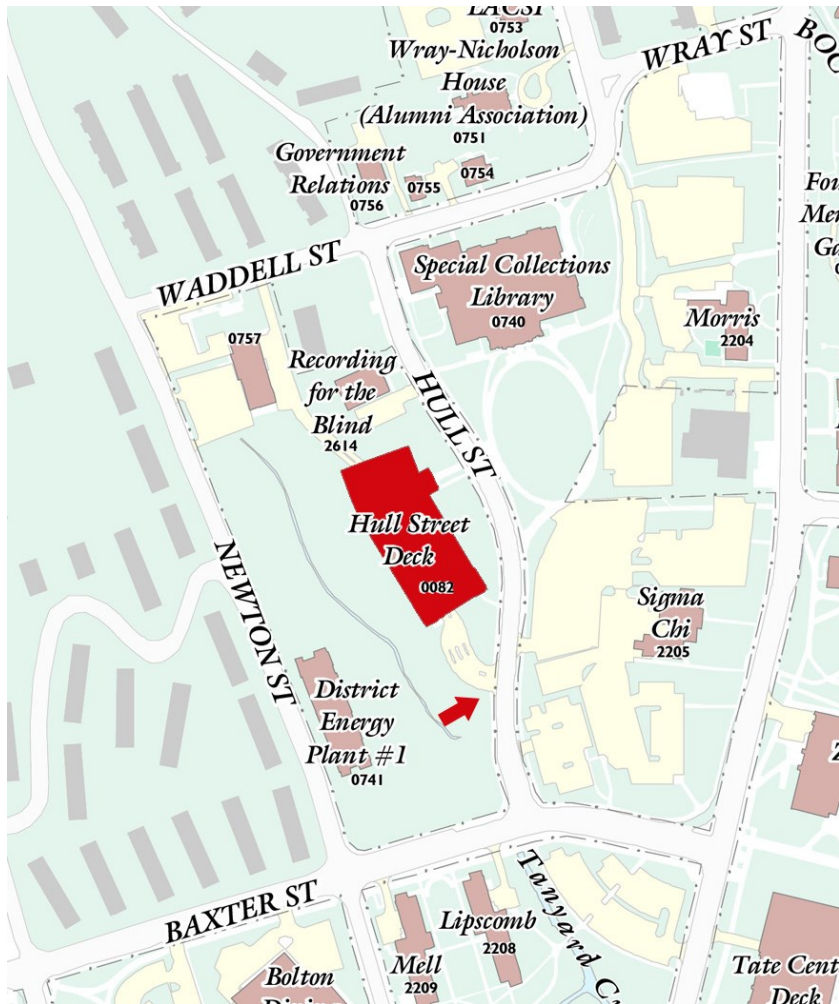 LACSI
0753
Wray-Nicholson
House
(Alumni Association)
0751
WRAY ST
Government
Relations
0756
0755
0754
WADDELL ST
Special Collections
Library
0740
Morris
2204
0757
Recording
for the
Blind
2614
HULL ST
Hull Street
Deck
0082
NEWTON ST
Sigma
Chi
2205
District
Energy
Plant #1
0741
BAXTER ST
Tanyard
Lipscomb
2208
Mell
2209
Bolton
Tate
Deck